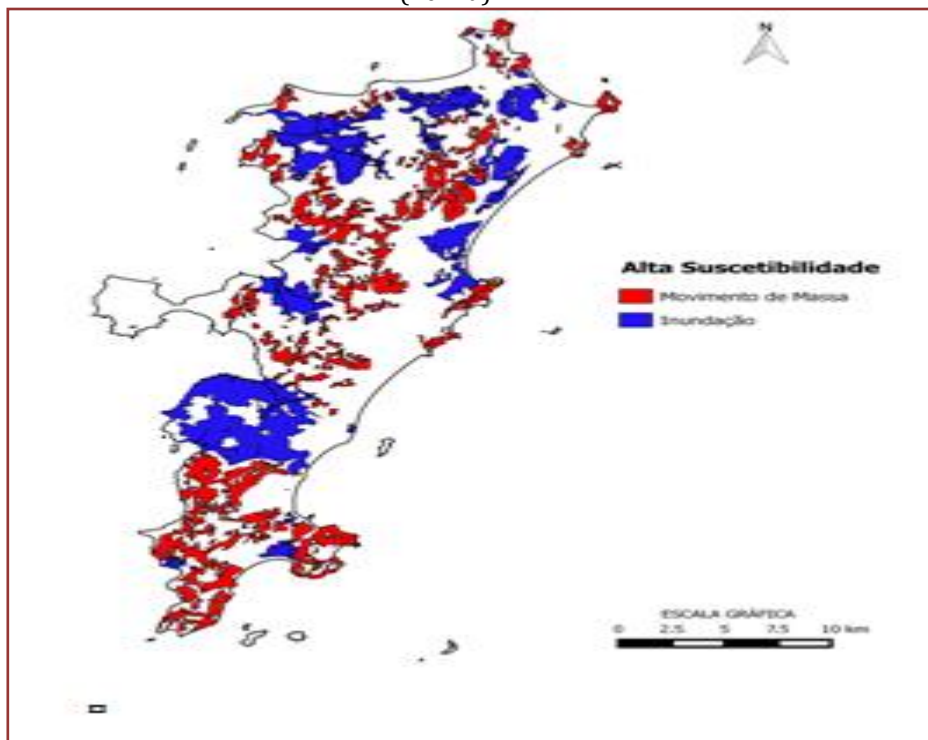 N
Alta Suscetibilidade
Movimento de Massa
Inundação
ESCALA GRÁFICA
0 2.5 5 7.5 10 km